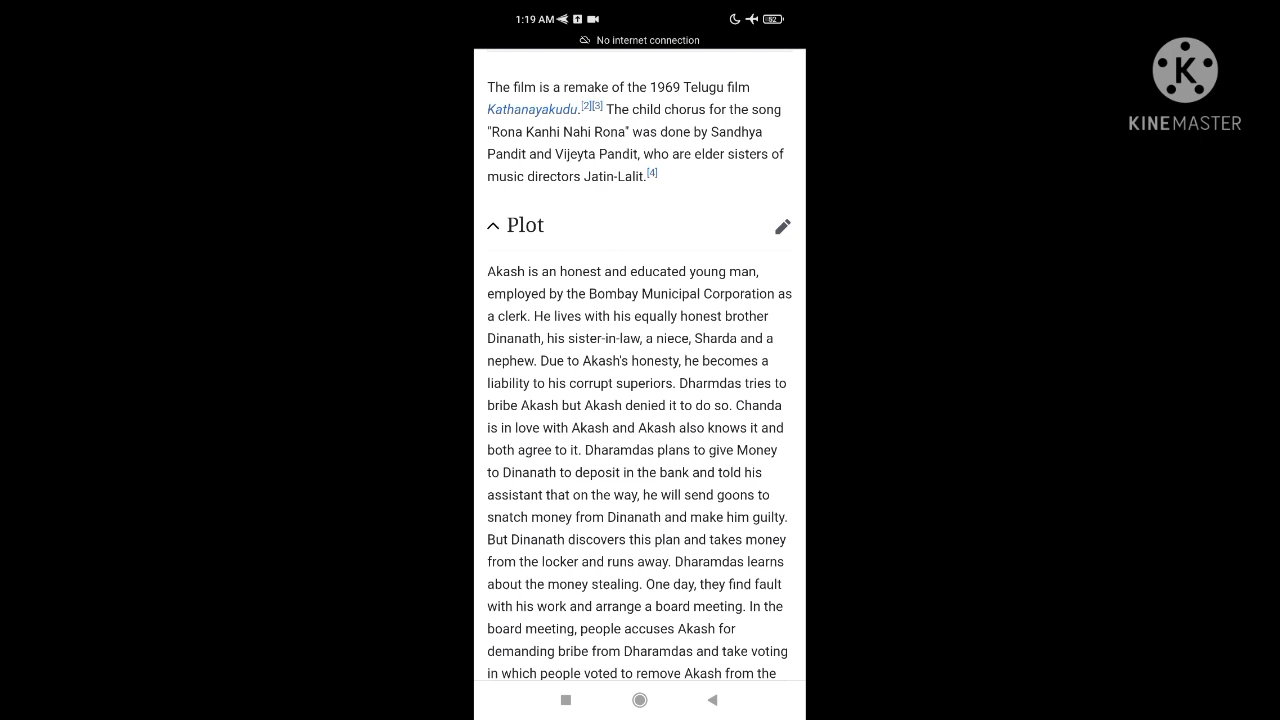 1:19 AM
52
No internet connection
K
KINEMASTER
The film is a remake of the 1969 Telugu film
Kathanayakudu.[2][3] The child chorus for the song
"Rona Kanhi Nahi Rona" was done by Sandhya
Pandit and Vijeyta Pandit, who are elder sisters of
music directors Jatin-Lalit.[4]
Plot
Akash is an honest and educated young man,
employed by the Bombay Municipal Corporation as
a clerk. He lives with his equally honest brother
Dinanath, his sister-in-law, a niece, Sharda and a
nephew. Due to Akash's honesty, he becomes a
liability to his corrupt superiors. Dharmdas tries to
bribe Akash but Akash denied it to do so. Chanda
is in love with Akash and Akash also knows it and
both agree to it. Dharamdas plans to give Money
to Dinanath to deposit in the bank and told his
assistant that on the way, he will send goons to
snatch money from Dinanath and make him guilty.
But Dinanath discovers this plan and takes money
from the locker and runs away. Dharamdas learns
about the money stealing. One day, they find fault
with his work and arrange a board meeting. In the
board meeting, people accuses Akash for
demanding bribe from Dharamdas and take voting
in which people voted to remove Akash from the